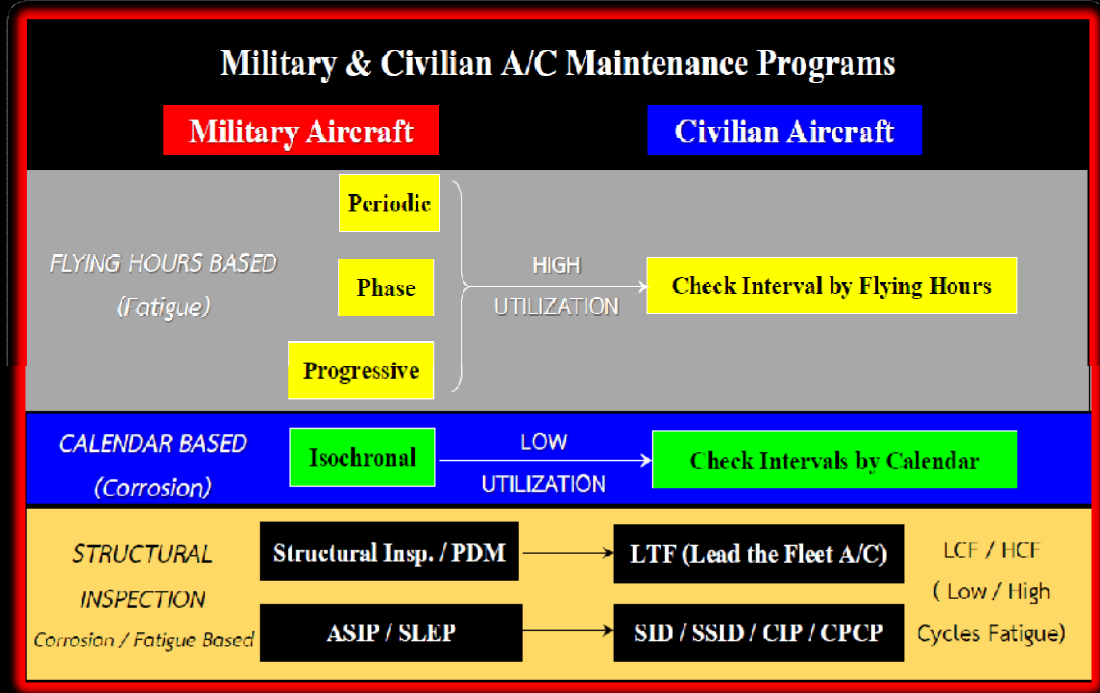 Military & Civilian A/C Maintenance Programs
Military Aircraft
Civilian Aircraft
FLYING HOURS BASED
(Fatigue)
Periodic
Phase
Progressive
HIGH
UTILIZATION
Check Interval by Flying Hours
CALENDAR BASED
(Corrosion)
Isochronal
LOW
UTILIZATION
Check Intervals by Calendar
STRUCTURAL
INSPECTION
Corrosion / Fatigue Based
Structural Insp. / PDM
LTF (Lead the Fleet A/C)
ASIP / SLEP
SID / SSID / CIP / CPCP
LCF / HCF
( Low / High
Cycles Fatigue)